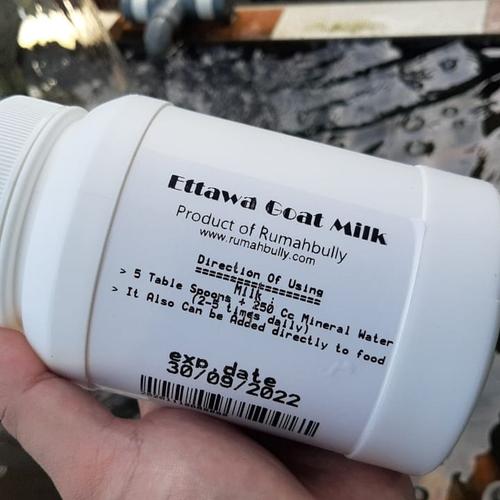 Ettawa Goat Milk
Product of Rumahbully
www.rumahbully.com
Direction Of Using
==================
Milk :
> 5 Table Spoons + 250 Cc Mineral Water
(2-5 times daily)
> It Also Can be Added directly to food
exp.date
30/09/2022